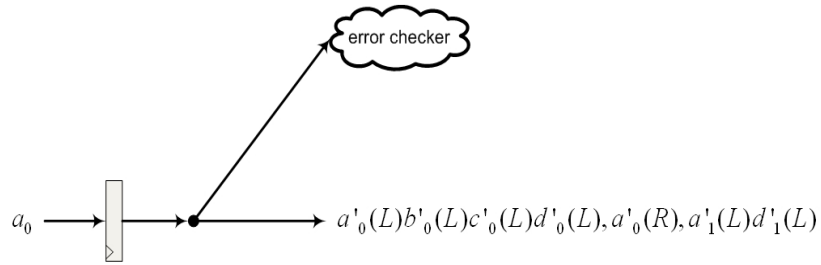 error checker
a₀ a'₀(L)b'₀(L)c'₀(L)d'₀(L), a'₀(R), a'₁(L)d'₁(L)